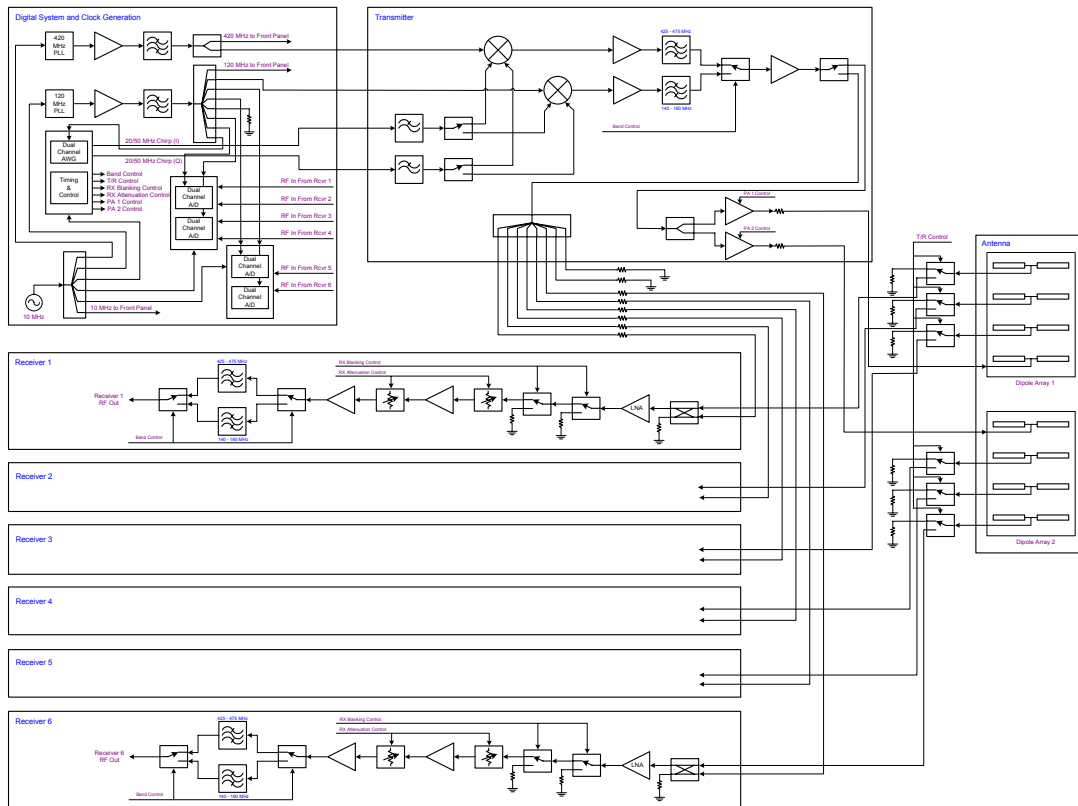 Digital System and Clock Generation
420
MHz
PLL
420 MHz to Front Panel
120 MHz to Front Panel
120
MHz
PLL
Dual
Channel
AWG
20/50 MHz Chirp (I)
20/50 MHz Chirp (Q)
Timing
&
Control
Band Control
T/R Control
RX Blanking Control
RX Attenuation Control
PA 1 Control
PA 2 Control
Dual
Channel
A/D
Dual
Channel
A/D
RF In From Rcvr 1
RF In From Rcvr 2
RF In From Rcvr 3
RF In From Rcvr 4
Dual
Channel
A/D
Dual
Channel
A/D
RF In From Rcvr 5
RF In From Rcvr 6
10 MHz
10 MHz to Front Panel
Transmitter
425 - 475 MHz
140 - 160 MHz
Band Control
PA 1 Control
PA 2 Control
T/R Control
Antenna
Dipole Array 1
Dipole Array 2
Receiver 1
425 - 475 MHz
RX Blanking Control
RX Attenuation Control
Receiver 1
RF Out
LNA
Band Control
140 - 160 MHz
Receiver 2
Receiver 3
Receiver 4
Receiver 5
Receiver 6
425 - 475 MHz
RX Blanking Control
RX Attenuation Control
Receiver 6
RF Out
LNA
Band Control
140 - 160 MHz